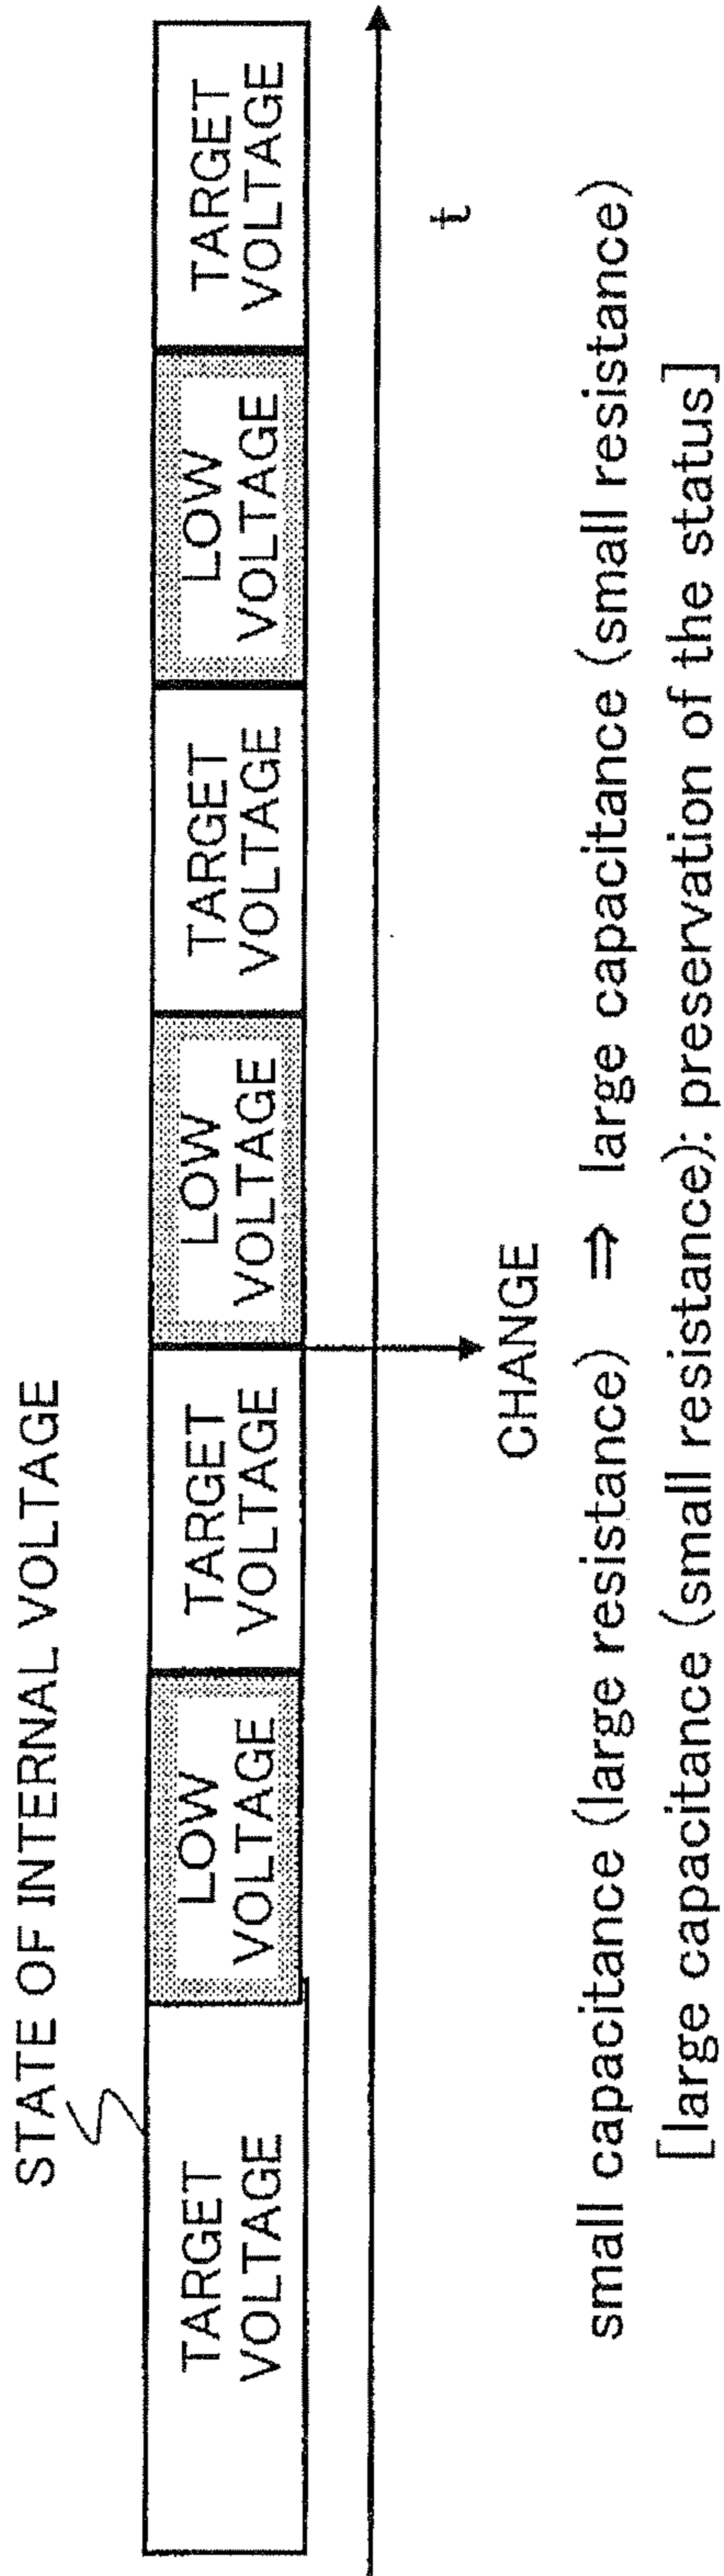 STATE OF INTERNAL VOLTAGE
TARGET
VOLTAGE
LOW
VOLTAGE
TARGET
VOLTAGE
LOW
VOLTAGE
TARGET
VOLTAGE
LOW
VOLTAGE
TARGET
VOLTAGE
t
CHANGE
small capacitance (large resistance) ⇒ large capacitance (small resistance)
[large capacitance (small resistance): preservation of the status]